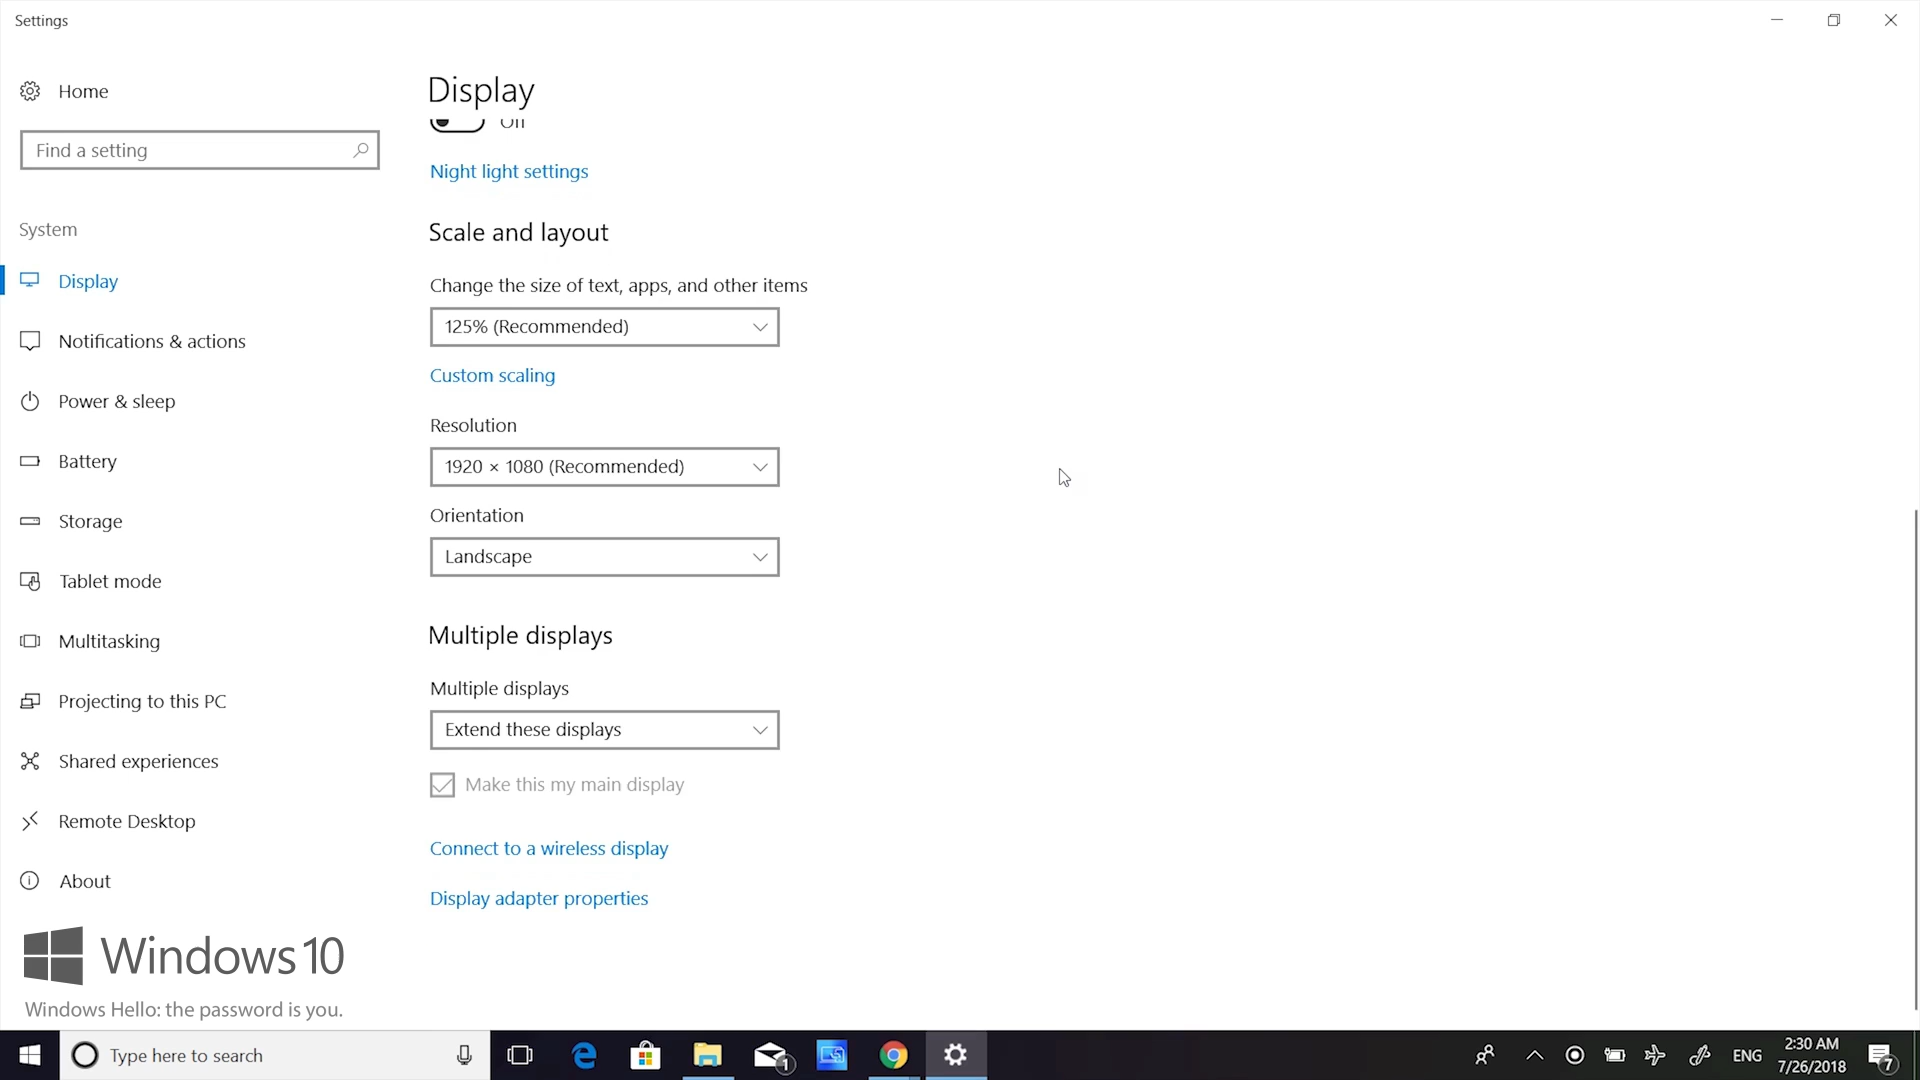 Settings
Home
Find a setting
System
Display
Notifications & actions
Power & sleep
Battery
Storage
Tablet mode
Multitasking
Projecting to this PC
Shared experiences
Remote Desktop
About
Windows 10
Windows Hello: the password is you.
Display
Off
Night light settings
Scale and layout
Change the size of text, apps, and other items
125% (Recommended)
Custom scaling
Resolution
1920 × 1080 (Recommended)
Orientation
Landscape
Multiple displays
Multiple displays
Extend these displays
Make this my main display
Connect to a wireless display
Display adapter properties
Type here to search
1
ENG
2:30 AM
7/26/2018
7